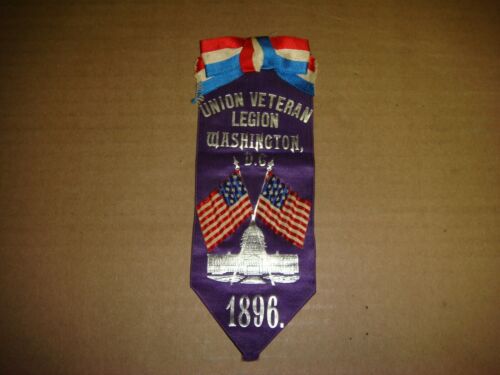 UNION VETERAN
LEGION
WASHINGTON,
D.C.
1896.